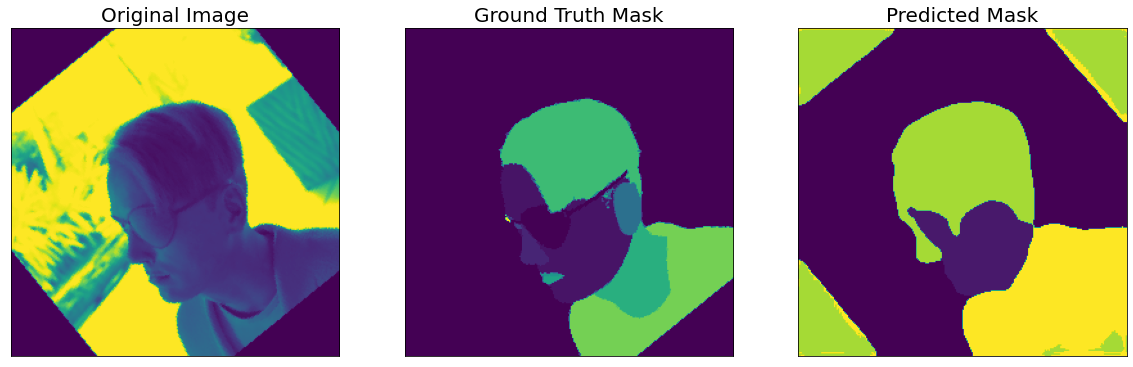 Original Image
Ground Truth Mask
Predicted Mask